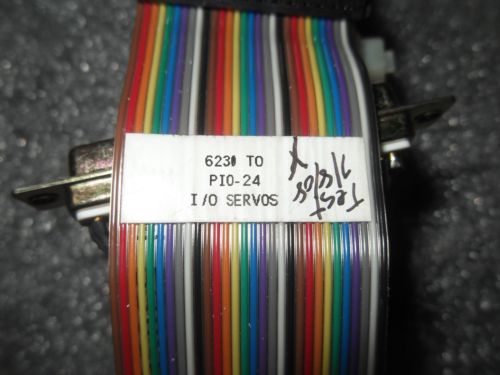 6230 TO
PIO-24
I/O SERVOS
Test